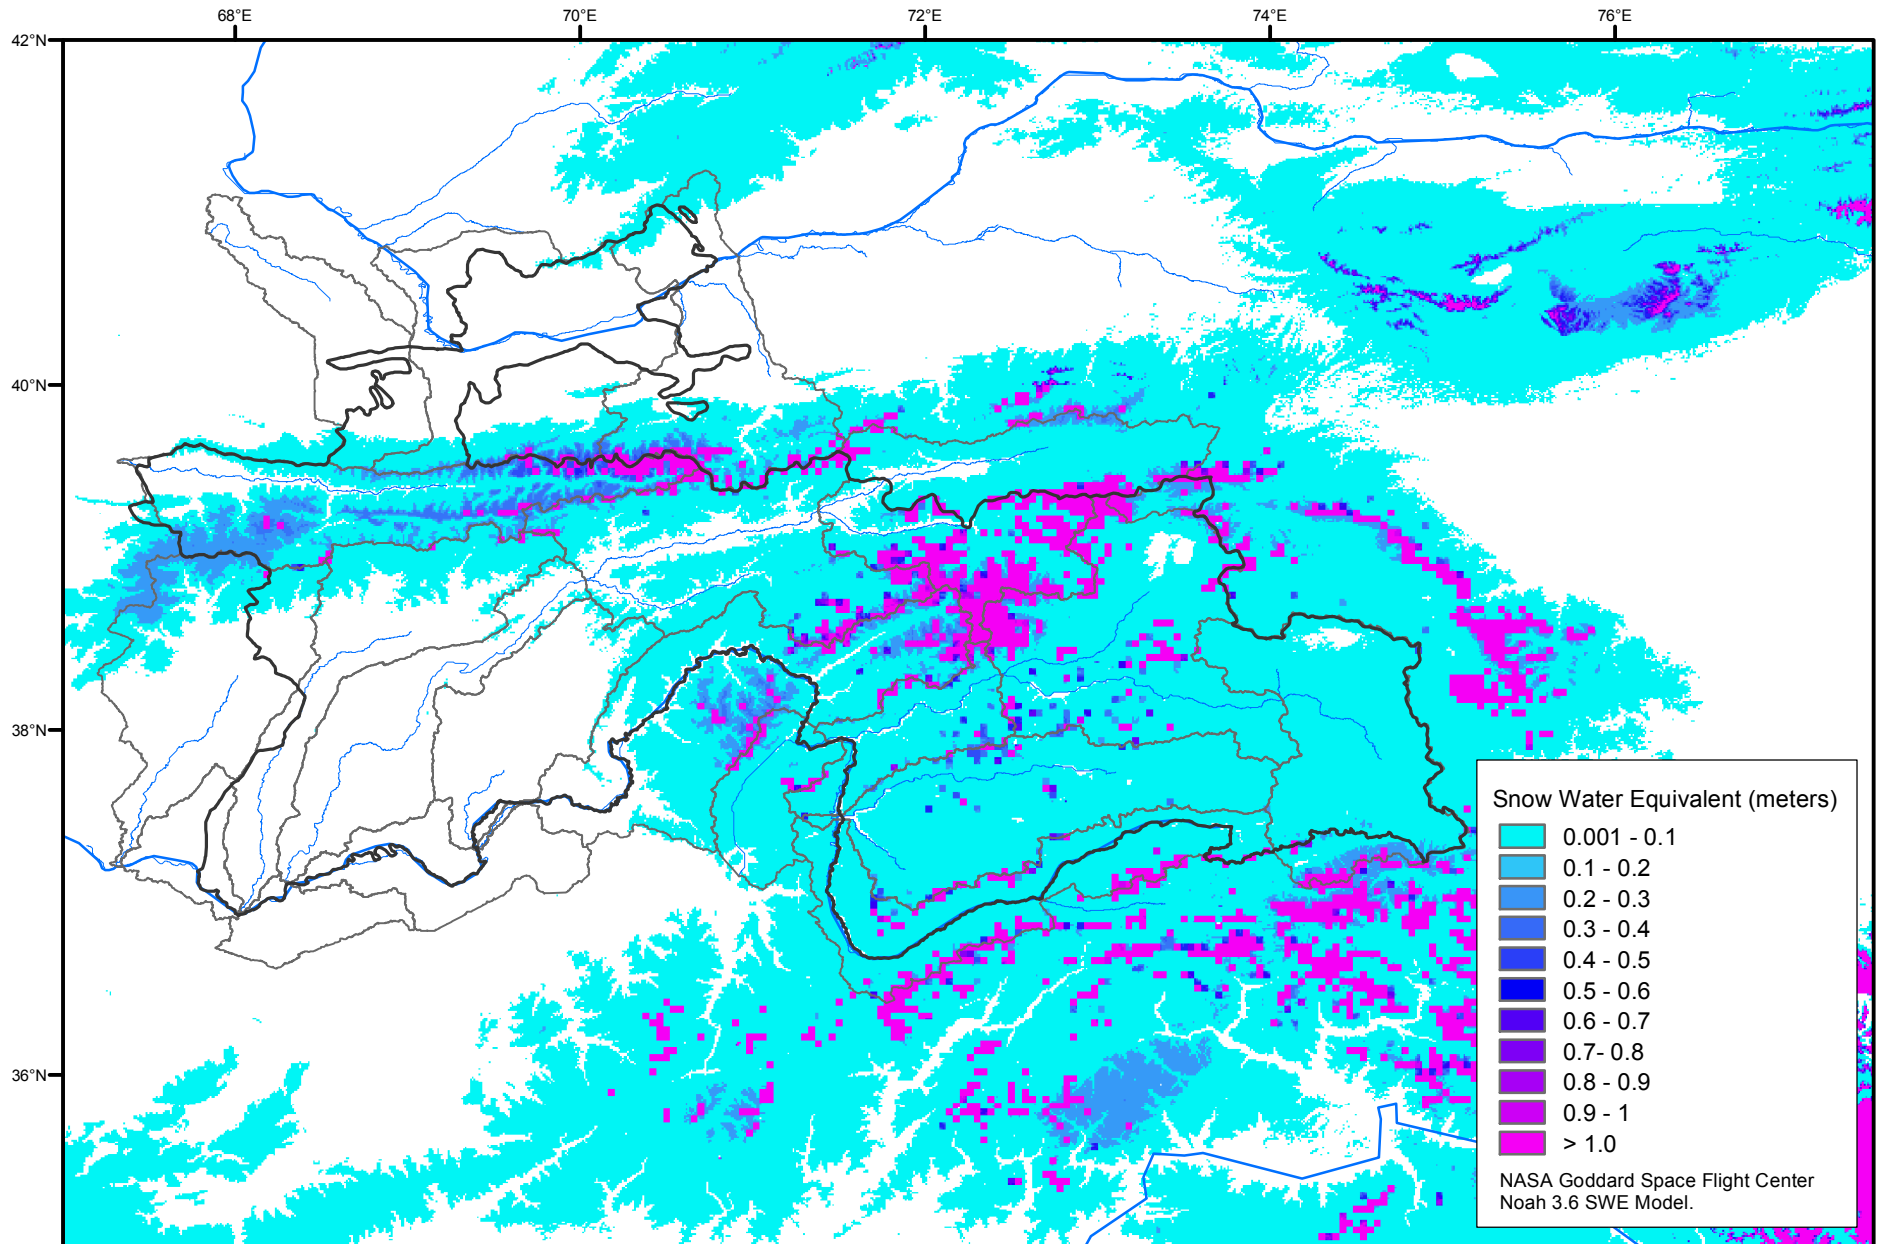 68°E 70°E 72°E 74°E 76°E
42°N
40°N
38°N
36°N
Snow Water Equivalent (meters)
0.001 - 0.1
0.1 - 0.2
0.2 - 0.3
0.3 - 0.4
0.4 - 0.5
0.5 - 0.6
0.6 - 0.7
0.7- 0.8
0.8 - 0.9
0.9 - 1
> 1.0
NASA Goddard Space Flight Center
Noah 3.6 SWE Model.